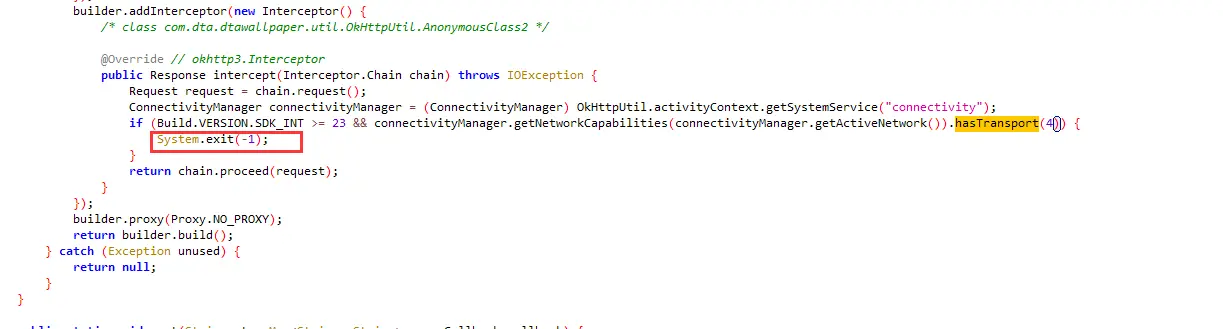 });
builder.addInterceptor(new Interceptor() {
/* class com.dta.dtawallpaper.util.OkHttpUtil.AnonymousClass2 */
@Override // okhttp3.Interceptor
public Response intercept(Interceptor.Chain chain) throws IOException {
Request request = chain.request();
ConnectivityManager connectivityManager = (ConnectivityManager) OkHttpUtil.activityContext.getSystemService("connectivity");
if (Build.VERSION.SDK_INT >= 23 && connectivityManager.getNetworkCapabilities(connectivityManager.getActiveNetwork()).hasTransport(4)) {
System.exit(-1);
}
return chain.proceed(request);
}
});
builder.proxy(Proxy.NO_PROXY);
return builder.build();
} catch (Exception unused) {
return null;
}
}